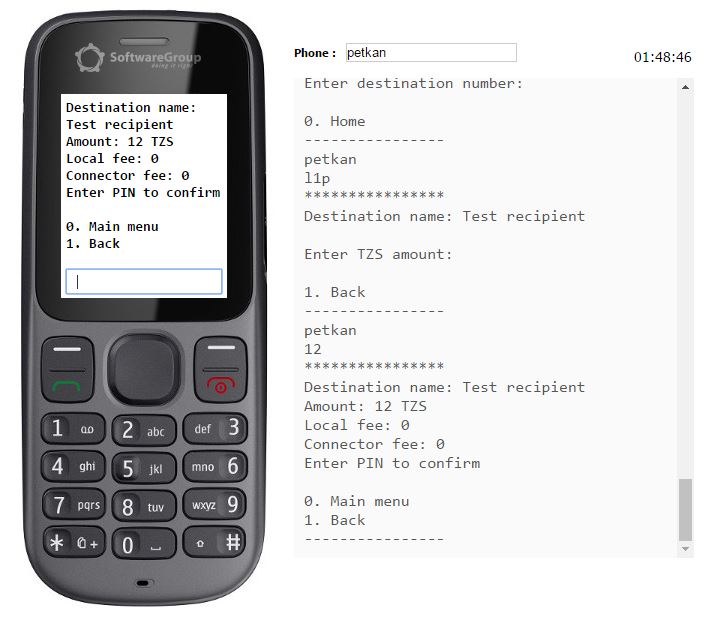 SoftwareGroup
doing it right
Destination name:
Test recipient
Amount: 12 TZS
Local fee: 0
Connector fee: 0
Enter PIN to confirm
0. Main menu
1. Back
1
2 abc
def 3
4 ghi
5 jkl
mno 6
7 pqrs
8 tuv
wxyz 9
* +
0
#
Phone : petkan
01:48:46
Enter destination number:
0. Home
----------------
petkan
l1p
****************
Destination name: Test recipient
Enter TZS amount:
1. Back
----------------
petkan
12
****************
Destination name: Test recipient
Amount: 12 TZS
Local fee: 0
Connector fee: 0
Enter PIN to confirm
0. Main menu
1. Back
----------------